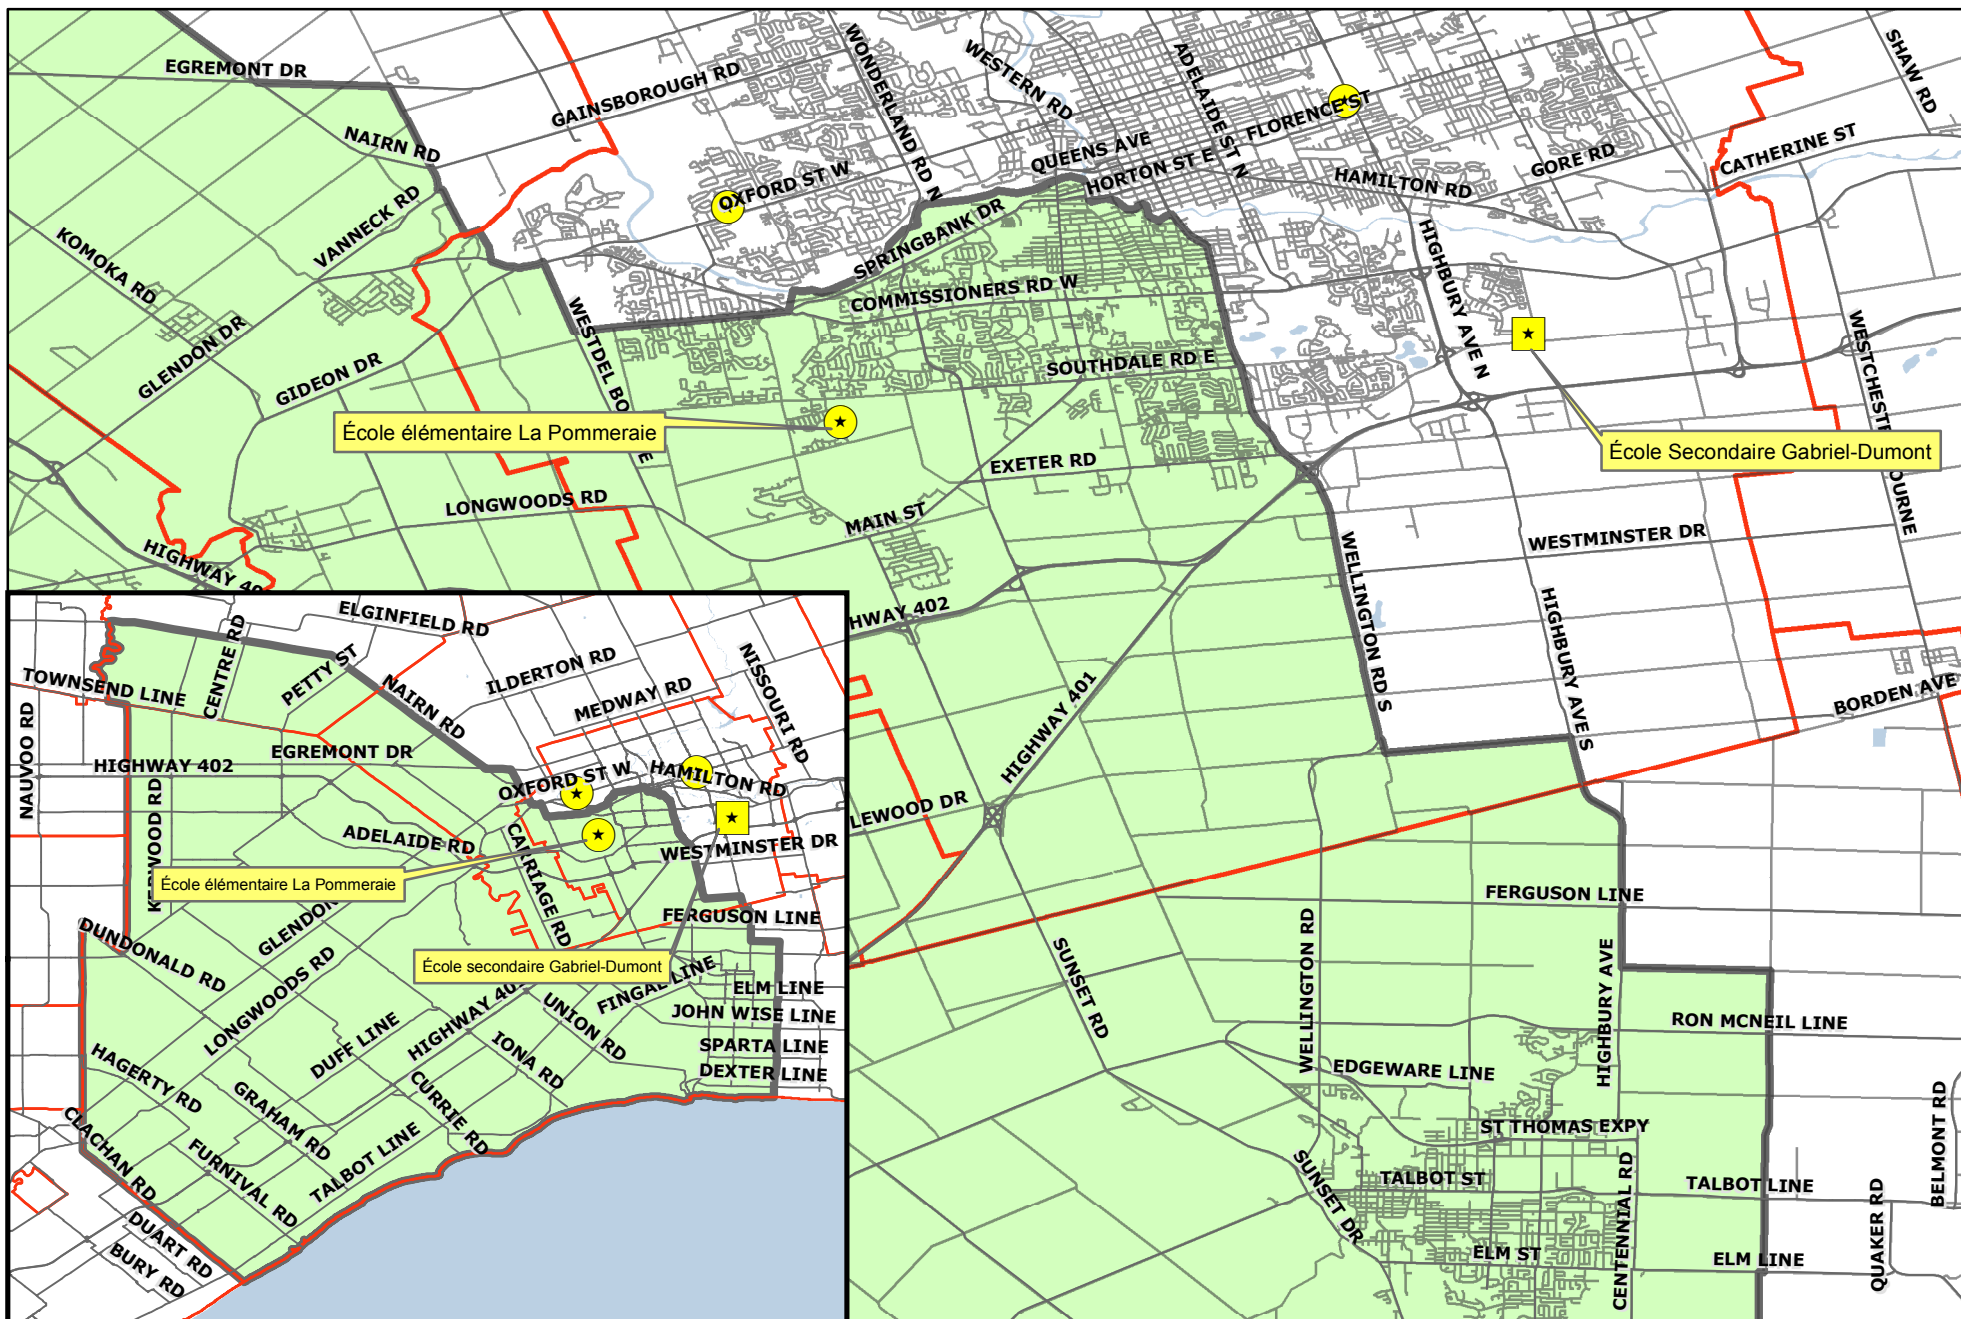 EGREMONT DR
GAINSBOROUGH RD
WONDERLAND RD N
WESTERN RD
ADELAIDE ST N
SHAW RD
NAIRN RD
QUEENS AVE
FLORENCE ST
HORTON ST E
HAMILTON RD
GORE RD
CATHERINE ST
OXFORD ST W
VANNECK RD
KOMOKA RD
SPRINGBANK DR
COMMISSIONERS RD W
HIGHBURY AVE N
GLENDON DR
GIDEON DR
WESTDEL BO
E
SOUTHDALE RD E
WESTCHESTE
OURNE
École élémentaire La Pommeraie
École Secondaire Gabriel-Dumont
EXETER RD
LONGWOODS RD
MAIN ST
WESTMINSTER DR
HIGHWAY 40
WELLINGTON RD S
HIGHBURY AVE S
HWAY 402
HIGHWAY 401
BORDEN AVE
LEWOOD DR
FERGUSON LINE
SUNSET RD
WELLINGTON RD
HIGHBURY AVE
RON MCNEIL LINE
EDGEWARE LINE
ST THOMAS EXPY
BELMONT RD
SUNSET DR
TALBOT ST
CENTENNIAL RD
TALBOT LINE
QUAKER RD
ELM ST
ELM LINE
ELGINFIELD RD
CENTRE RD
PETTY ST
ILDERTON RD
NISSOURI RD
TOWNSEND LINE
NAIRN RD
MEDWAY RD
NAUVOO RD
EGREMONT DR
HIGHWAY 402
OXFORD ST W
HAMILTON RD
KERWOOD RD
ADELAIDE RD
CARRIAGE RD
WESTMINSTER DR
École élémentaire La Pommeraie
FERGUSON LINE
GLENDON
DUNDONALD RD
LONGWOODS RD
École secondaire Gabriel-Dumont
FINGAL LINE
ELM LINE
HIGHWAY 40
UNION RD
JOHN WISE LINE
DUFF LINE
IONA RD
SPARTA LINE
HAGERTY RD
DEXTER LINE
GRAHAM RD
CURRIE RD
CLACHAN RD
FURNIVAL RD
TALBOT LINE
DUART RD
BURY RD